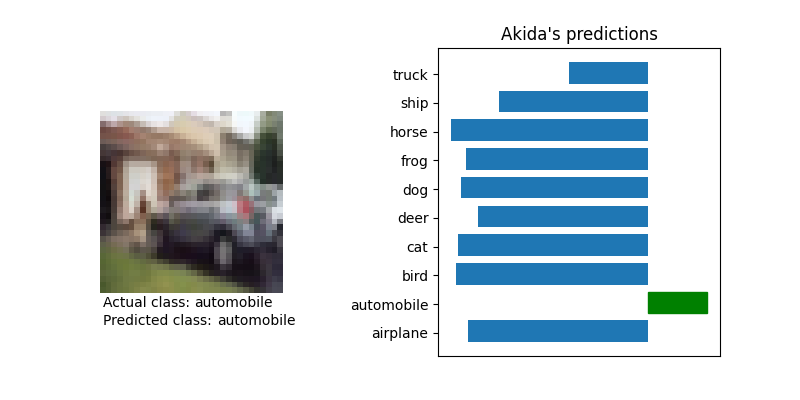 Akida's predictions
truck
ship
horse
frog
dog
deer
cat
bird
automobile
airplane
Actual class: automobile
Predicted class: automobile